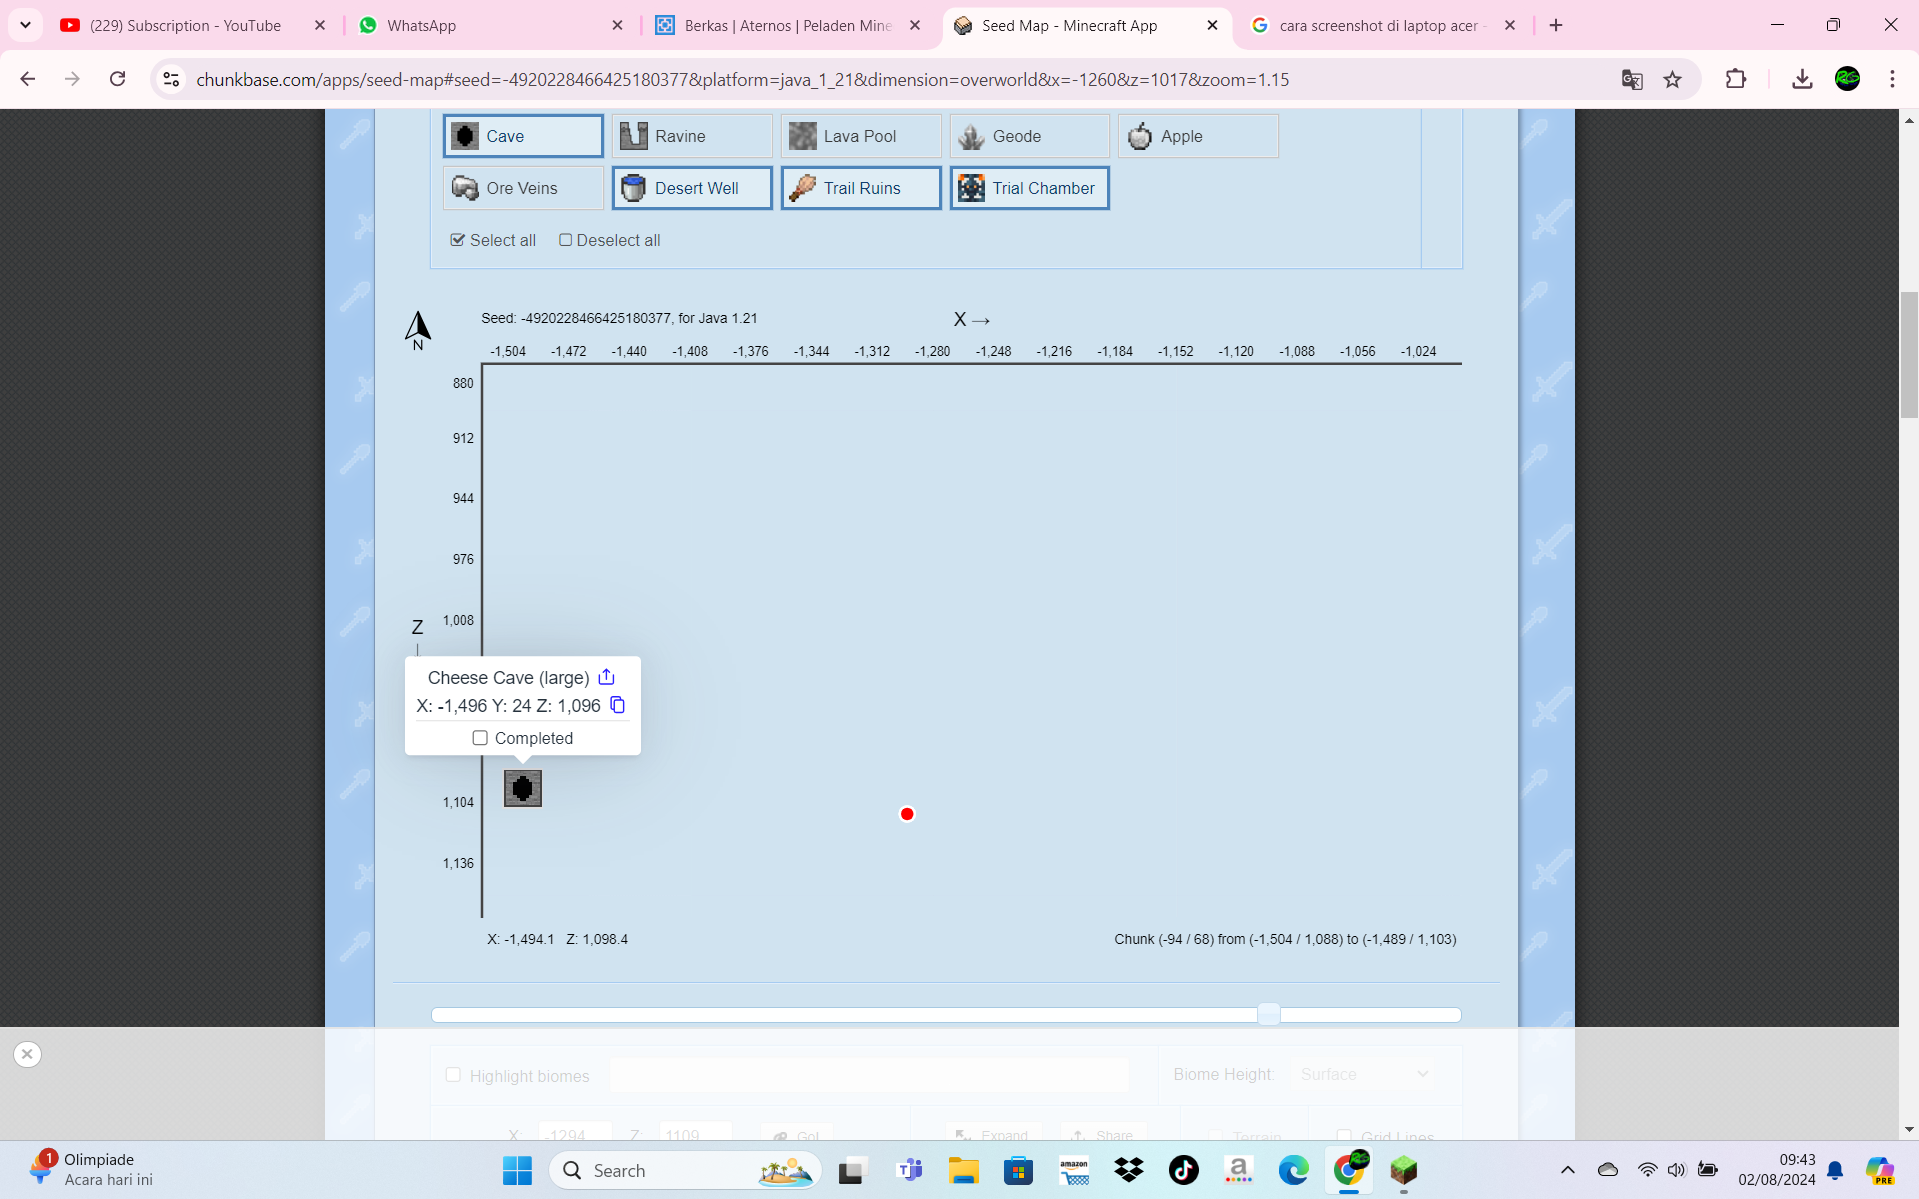 (229) Subscription - YouTube
WhatsApp
Berkas | Aternos | Peladen Mine
Seed Map - Minecraft App
cara screenshot di laptop acer -
chunkbase.com/apps/seed-map#seed=-4920228466425180377&platform=java_1_21&dimension=overworld&x=-1260&z=1017&zoom=1.15
Cave Ravine Lava Pool Geode Apple
Ore Veins Desert Well Trail Ruins Trial Chamber
Select all Deselect all
N
Seed: -4920228466425180377, for Java 1.21
X →
-1,504 -1,472 -1,440 -1,408 -1,376 -1,344 -1,312 -1,280 -1,248 -1,216 -1,184 -1,152 -1,120 -1,088 -1,056 -1,024
880
912
944
976
1,008
Z
Cheese Cave (large)
X: -1,496 Y: 24 Z: 1,096
Completed
1,104
1,136
X: -1,494.1 Z: 1,098.4
Chunk (-94 / 68) from (-1,504 / 1,088) to (-1,489 / 1,103)
Highlight biomes
Biome Height: Surface
X: -1294 Z: 1109 Go! Expand Share Terrain Grid Lines
1
Olimpiade
Acara hari ini
Search
amazon
a
PRE
09:43
02/08/2024